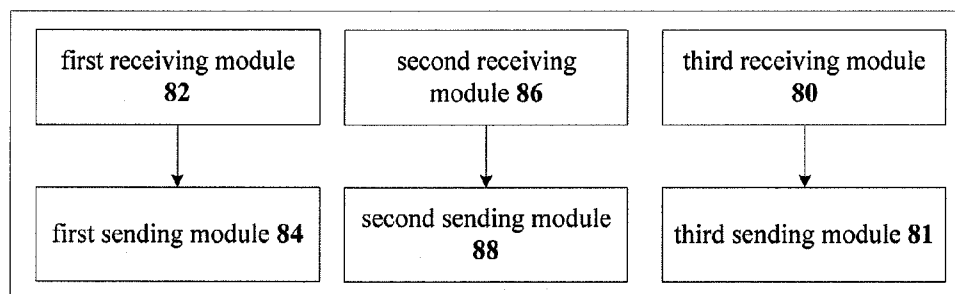 first receiving module
82
second receiving
module 86
third receiving module
80
first sending module 84
second sending module
88
third sending module 81